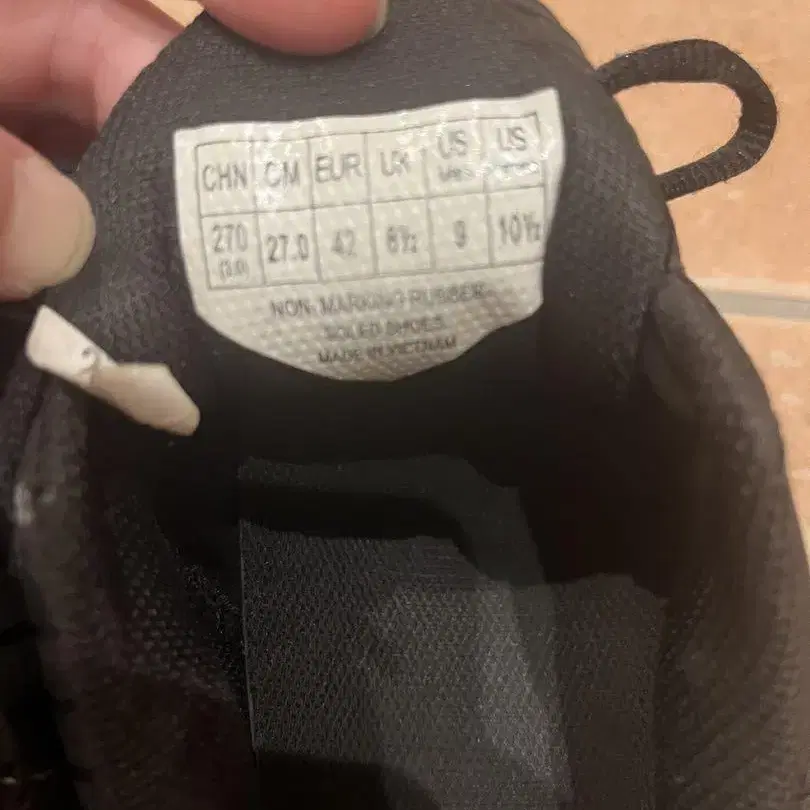 CHN CM EUR UK US Men's US
270 27.0 42 8½ 9 10½
(3.0)
NON-MARKING RUBBER
SOLED SHOES
MADE IN VIETNAM